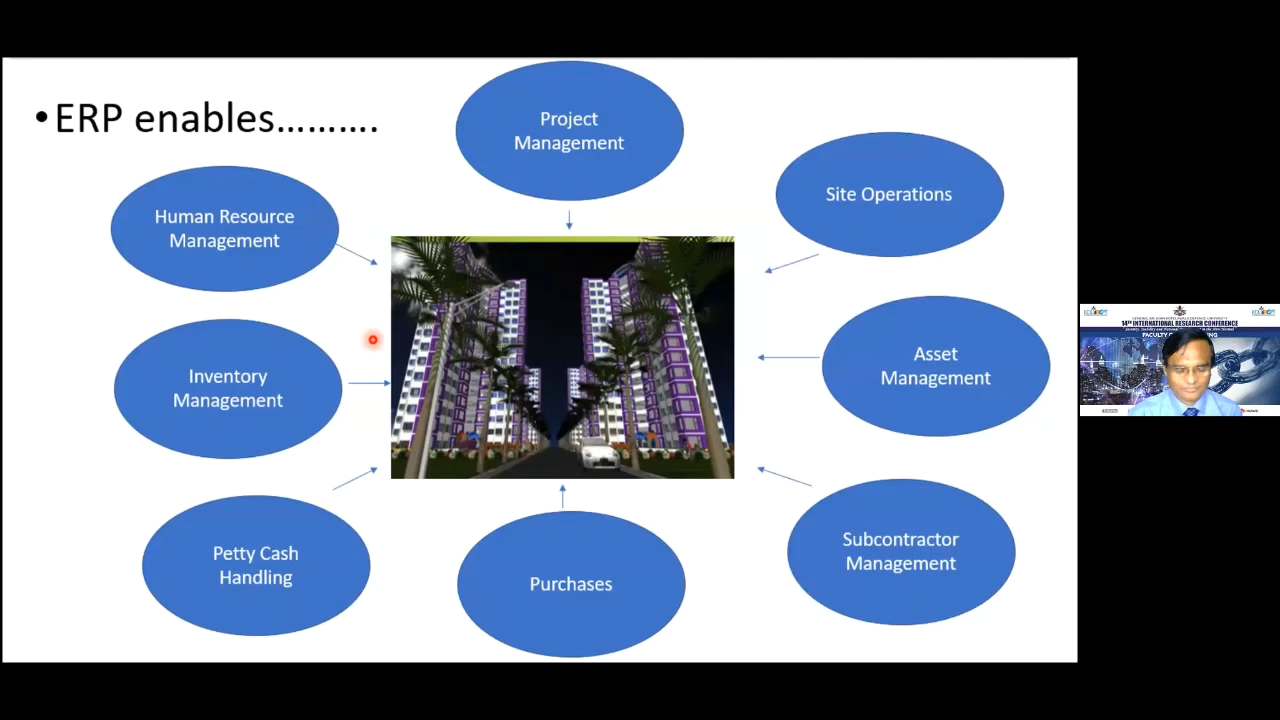 • ERP enables..........
Project
Management
Site Operations
Human Resource
Management
Asset
Management
Inventory
Management
Subcontractor
Management
Petty Cash
Handling
Purchases
14TH INTERNATIONAL RESEARCH CONFERENCE